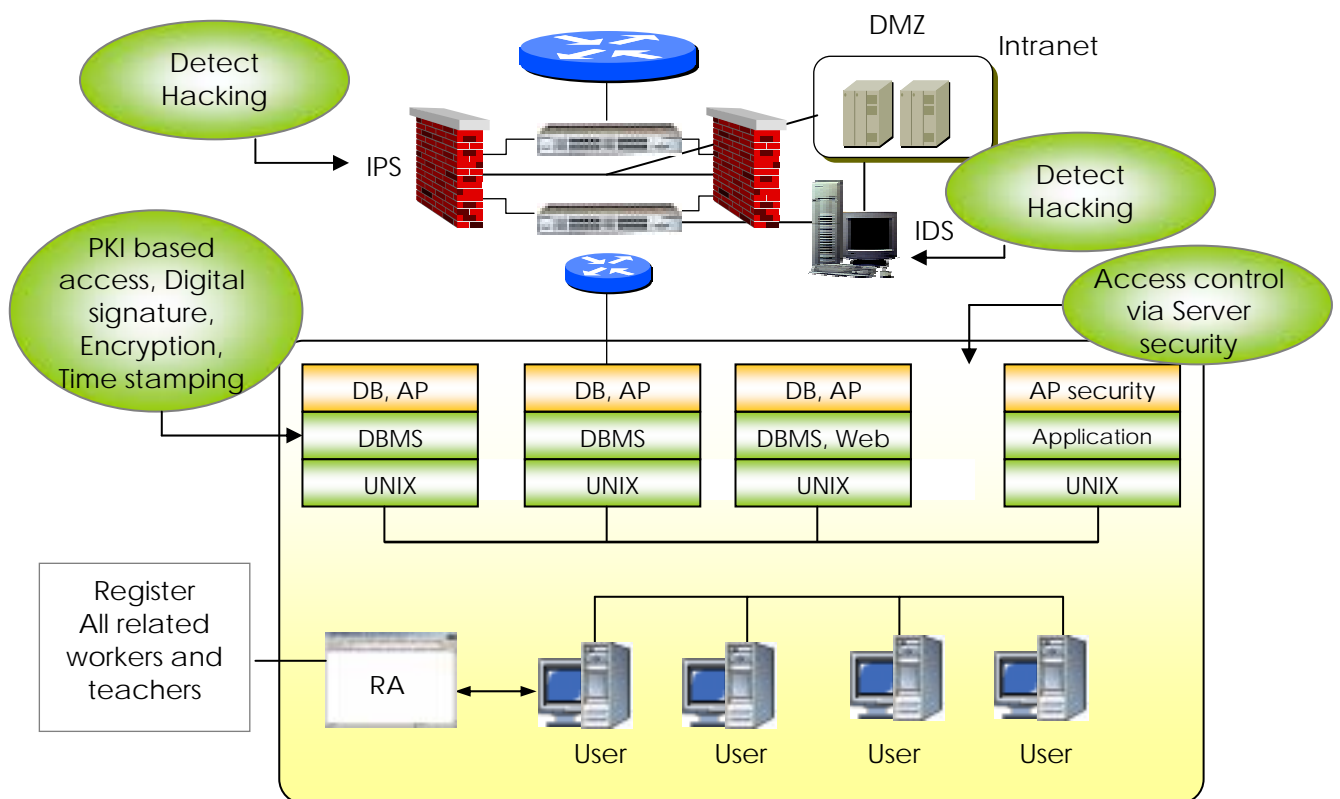 DMZ
Intranet
Detect
Hacking
IPS
Detect
Hacking
IDS
PKI based
access, Digital
signature,
Encryption,
Time stamping
Access control
via Server
security
DB, AP
DB, AP
DB, AP
AP security
DBMS
DBMS
DBMS, Web
Application
UNIX
UNIX
UNIX
UNIX
Register
All related
workers and
teachers
RA
User
User
User
User